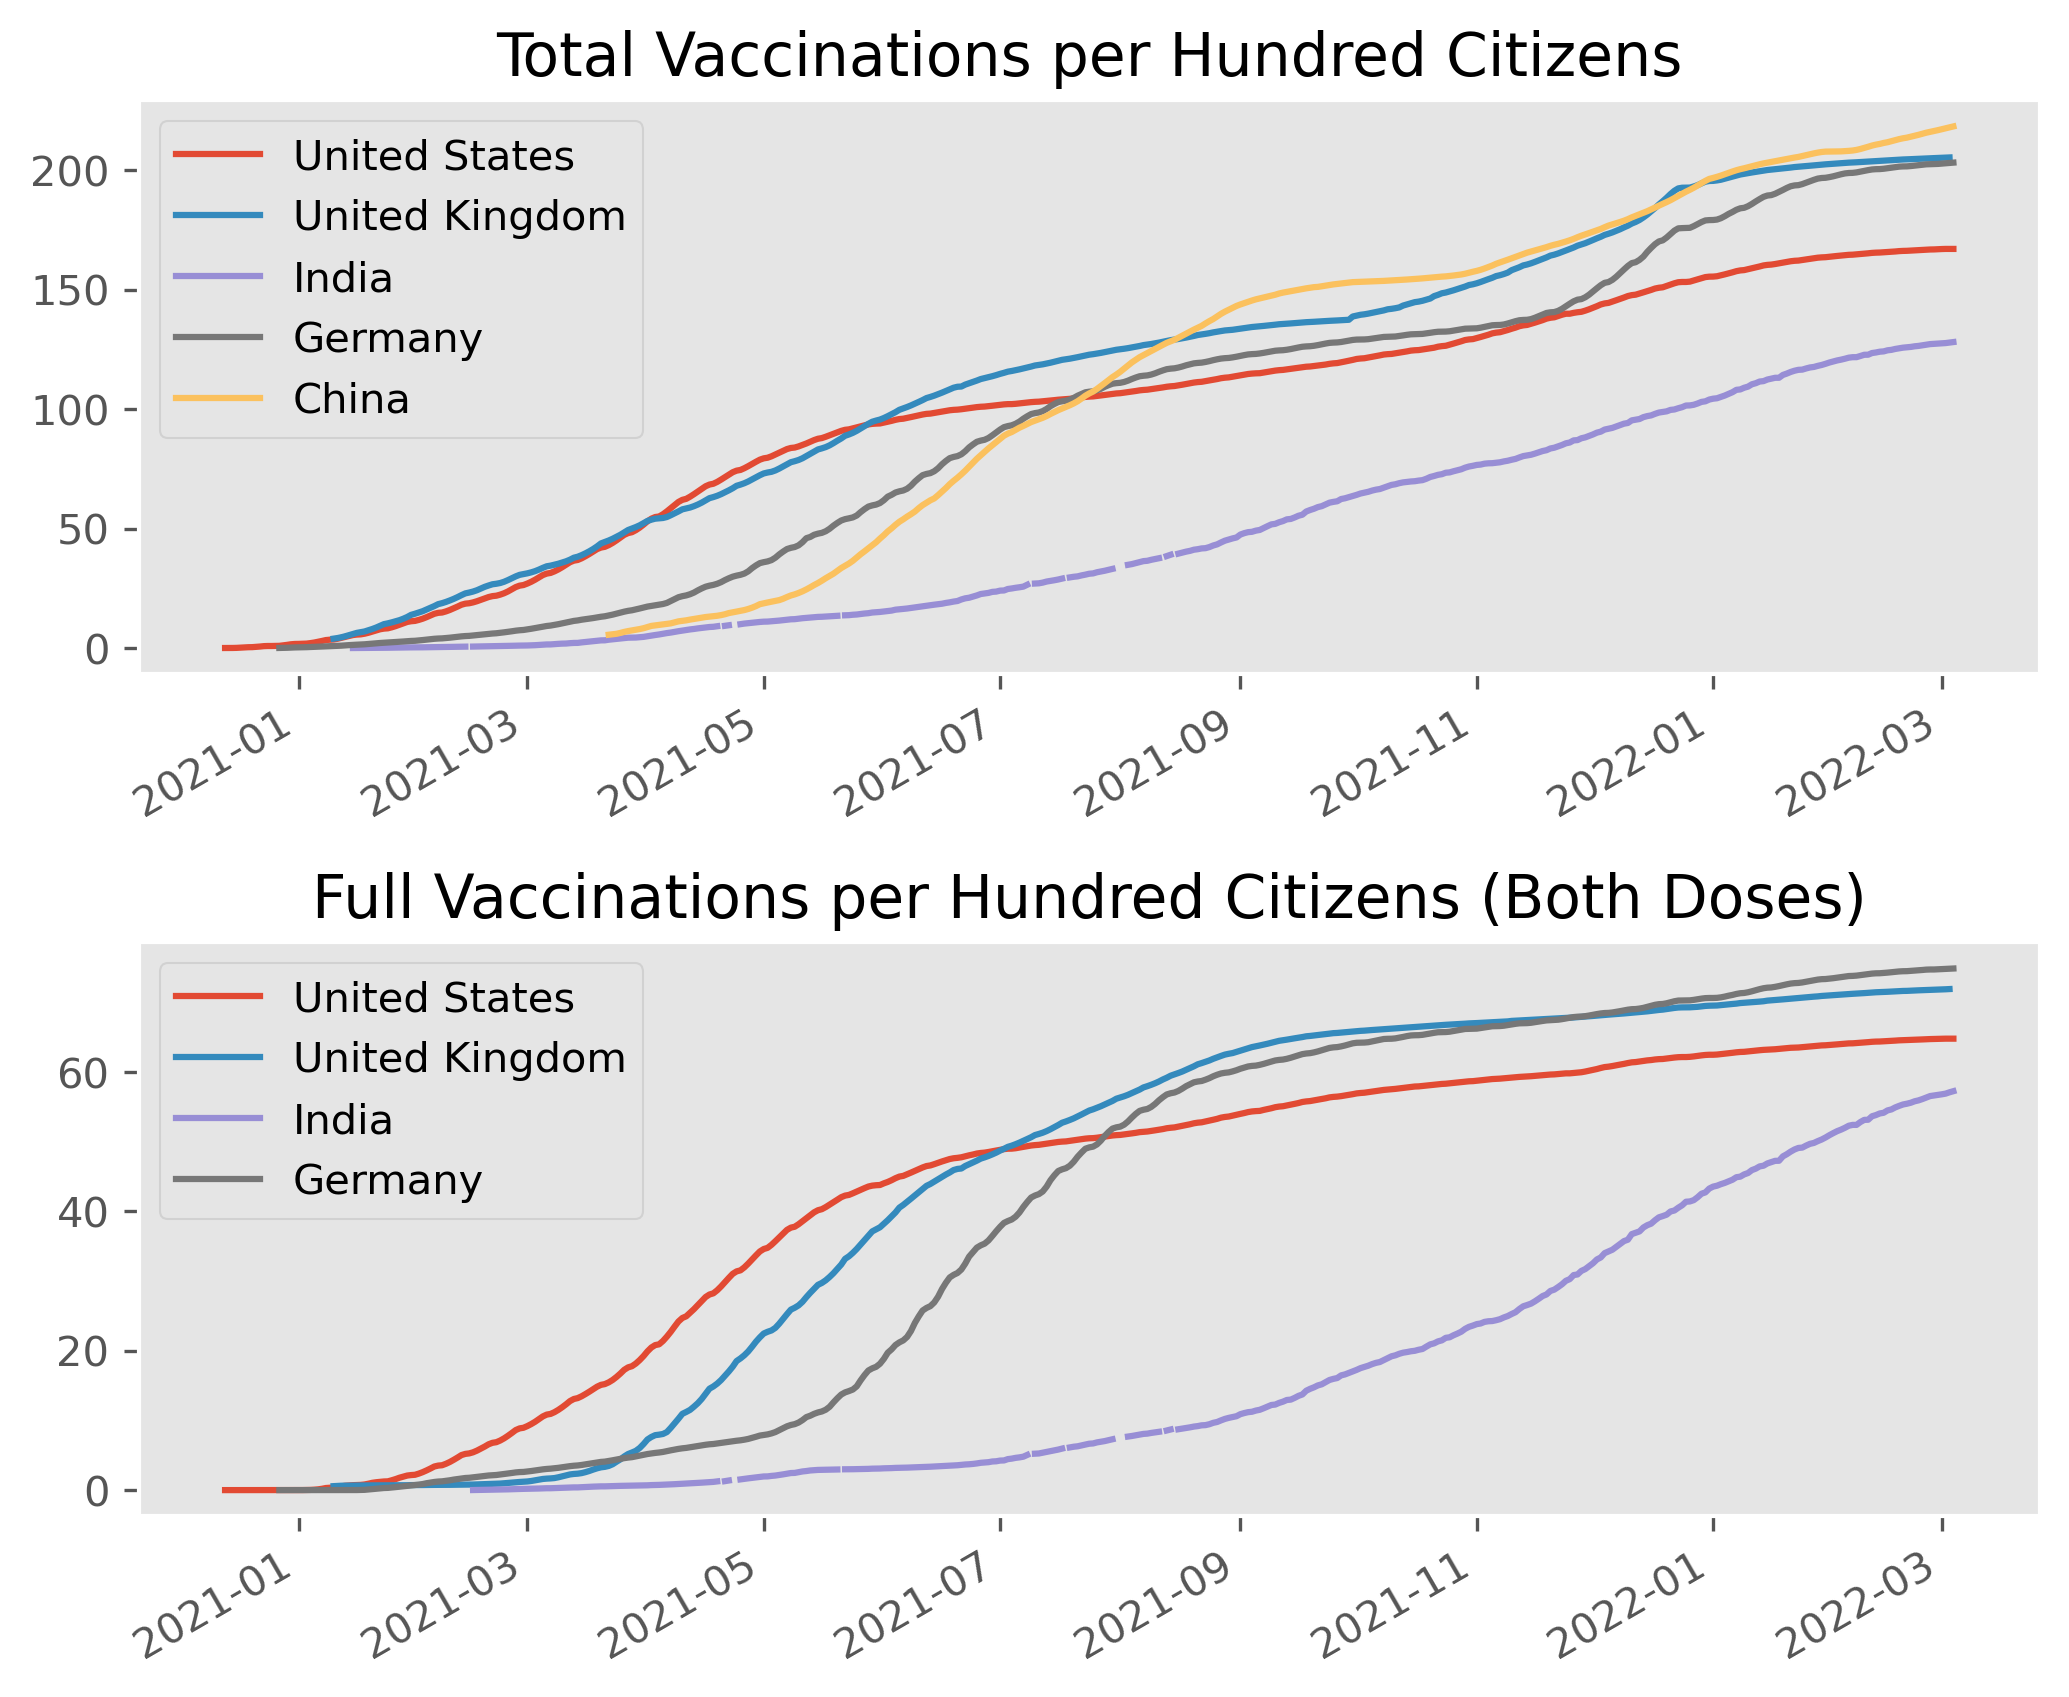 Total Vaccinations per Hundred Citizens
United States
United Kingdom
India
Germany
China
200
150
100
50
0
2021-01
2021-03
2021-05
2021-07
2021-09
2021-11
2022-01
2022-03
Full Vaccinations per Hundred Citizens (Both Doses)
United States
United Kingdom
India
Germany
60
40
20
0
2021-01
2021-03
2021-05
2021-07
2021-09
2021-11
2022-01
2022-03